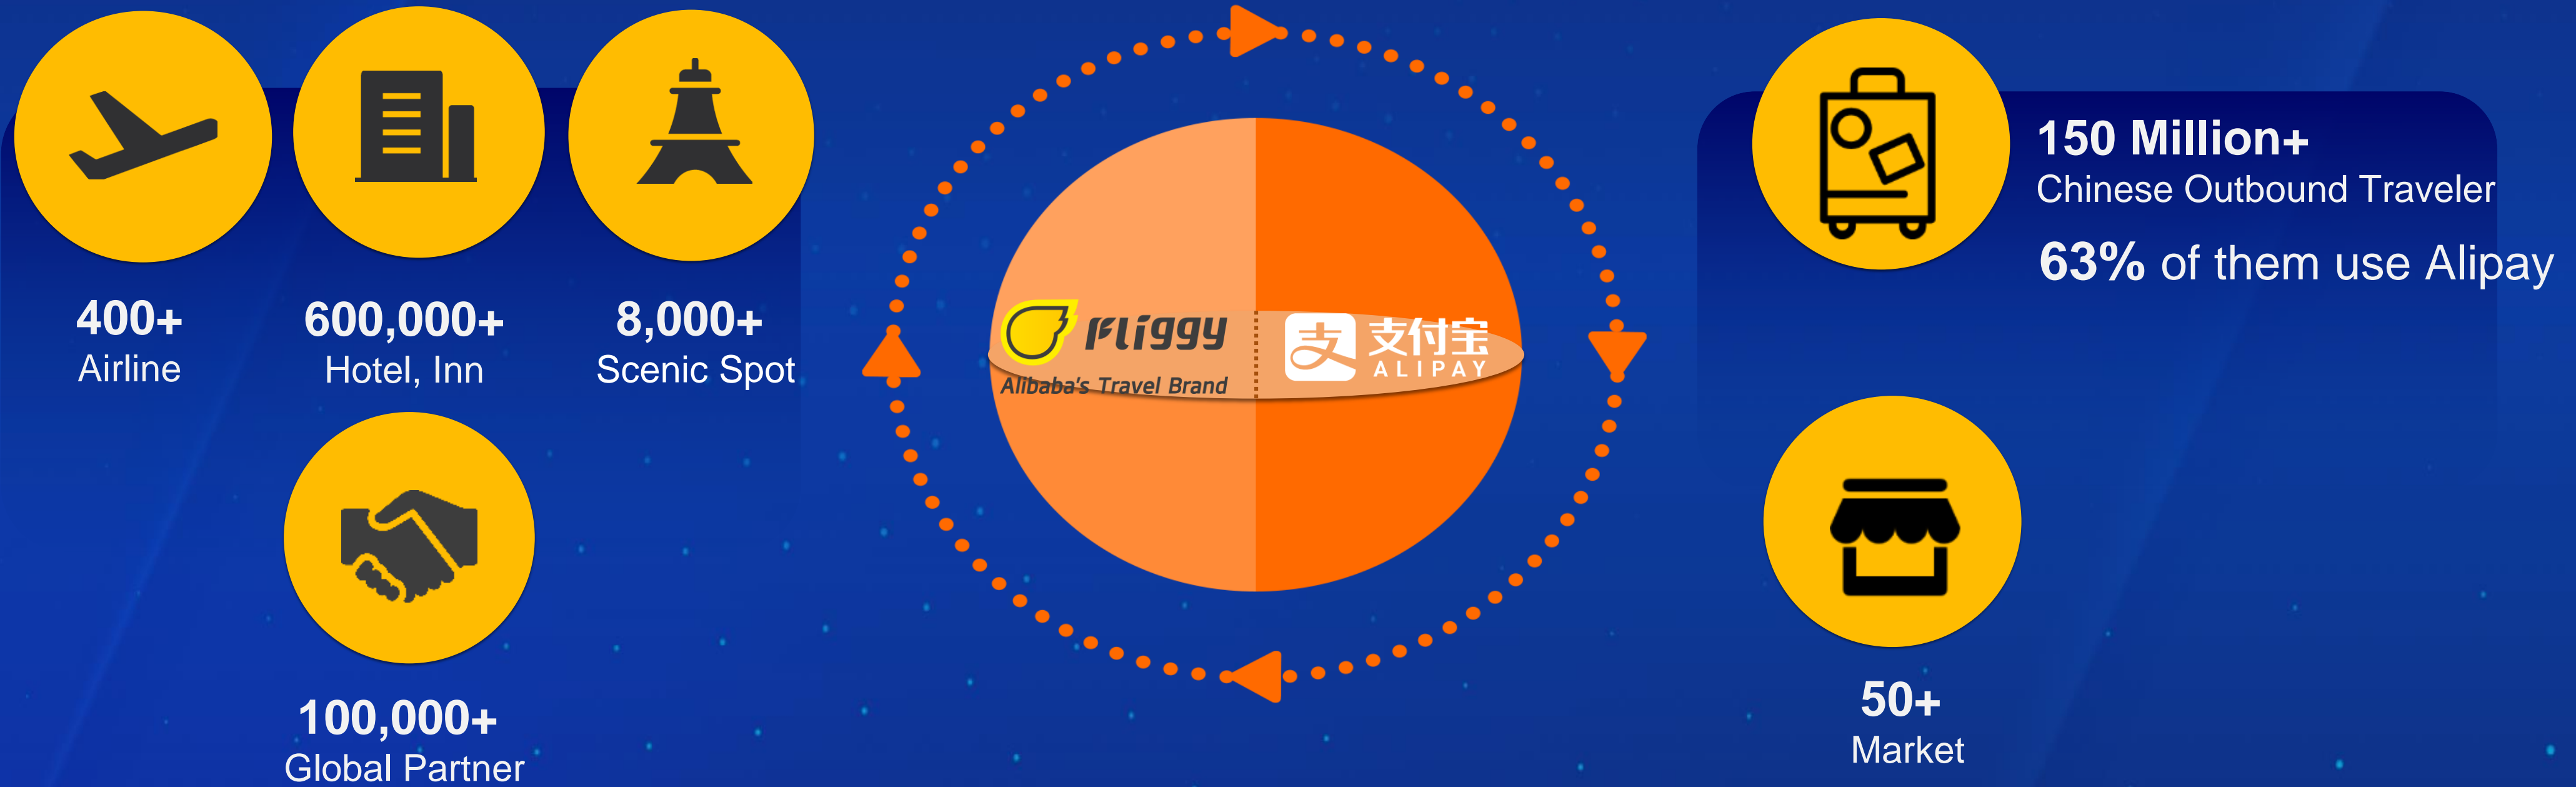 400+
Airline
600,000+
Hotel, Inn
8,000+
Scenic Spot
100,000+
Global Partner
FLiggy
Alibaba's Travel Brand
支 支付宝
ALIPAY
150 Million+
Chinese Outbound Traveler
63% of them use Alipay
50+
Market